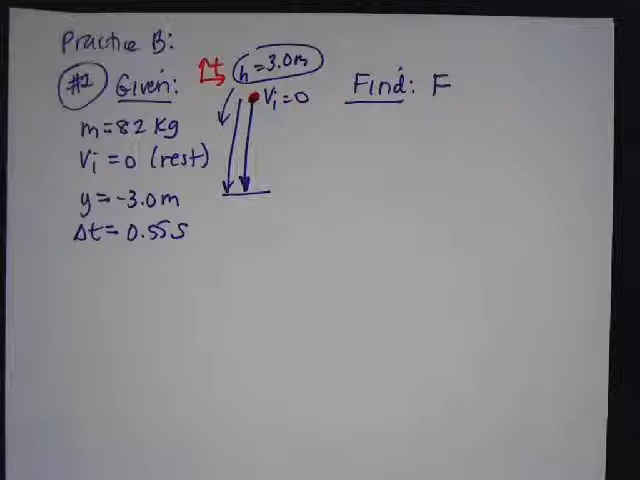 Practice B:
#2 Given:
h=3.0m
Vi=0
Find: F
m=82 Kg
Vi=0 (rest)
y=-3.0m
Δt=0.55s